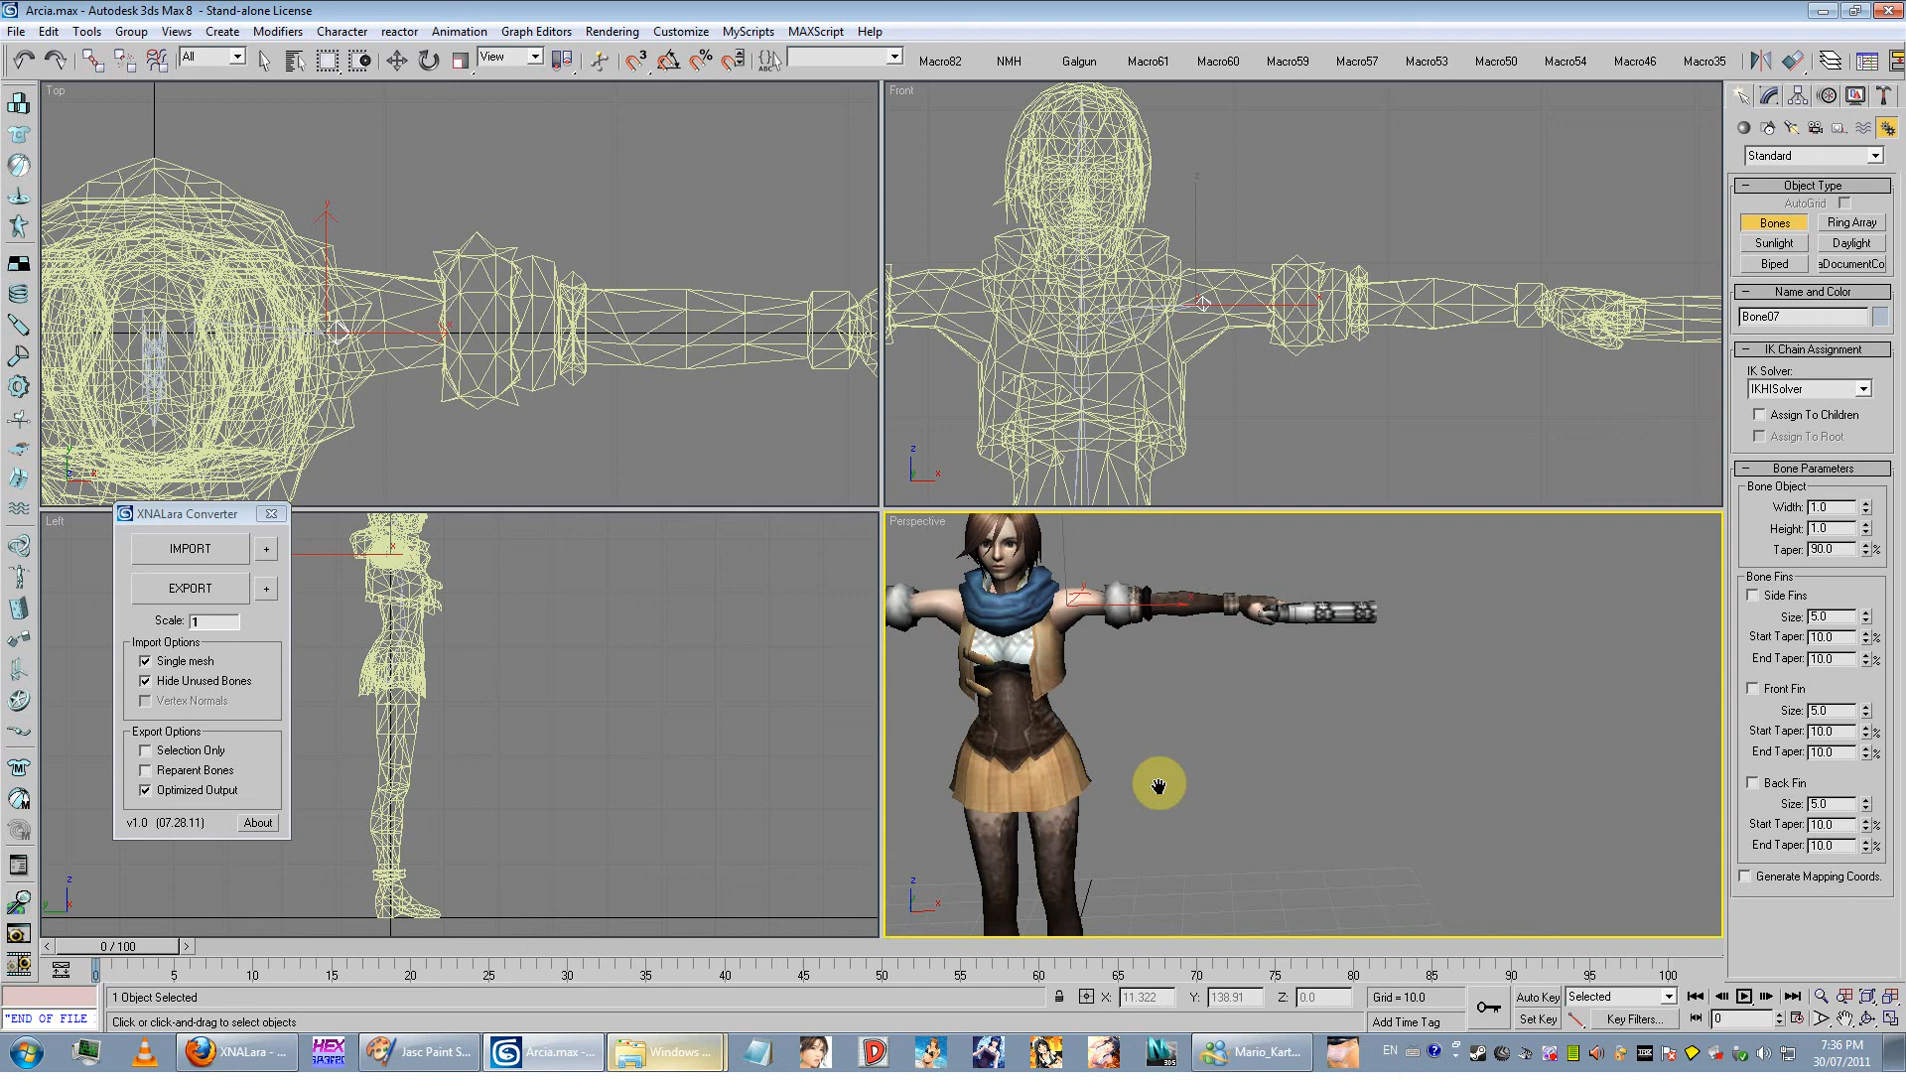 Arcia.max - Autodesk 3ds Max 8 - Stand-alone License
File Edit Tools Group Views Create Modifiers Character reactor Animation Graph Editors Rendering Customize MyScripts MAXScript Help
All View Macro82 NMH Galgun Macro61 Macro60 Macro59 Macro57 Macro53 Macro50 Macro54 Macro46 Macro35
Top
Front
Standard
Object Type
AutoGrid
Bones Ring Array
Sunlight Daylight
Biped aDocumentCo
Name and Color
Bone07
IK Chain Assignment
IK Solver:
IKHISolver
Assign To Children
Assign To Root
Bone Parameters
Bone Object
Width: 1.0
Height: 1.0
Taper: 90.0 %
Bone Fins
Side Fins
Size: 5.0
Start Taper: 10.0 %
End Taper: 10.0 %
Front Fin
Size: 5.0
Start Taper: 10.0 %
End Taper: 10.0 %
Back Fin
Size: 5.0
Start Taper: 10.0 %
End Taper: 10.0 %
Generate Mapping Coords.
XNALara Converter
IMPORT +
EXPORT +
Scale: 1
Import Options
Single mesh
Hide Unused Bones
Vertex Normals
Export Options
Selection Only
Reparent Bones
Optimized Output
v1.0 (07.28.11) About
Left
Perspective
0 / 100
0 5 10 15 20 25 30 35 40 45 50 55 60 65 70 75 80 85 90 95 100
1 Object Selected X: 11.322 Y: 138.91 Z: 0.0 Grid = 10.0 Auto Key Selected
"END OF FILE Click or click-and-drag to select objects Add Time Tag Set Key Key Filters... 0
XNALara - ... HEX Jasc Paint S... Arcia.max -... Windows ... Mario_Kart... EN 7:36 PM
30/07/2011